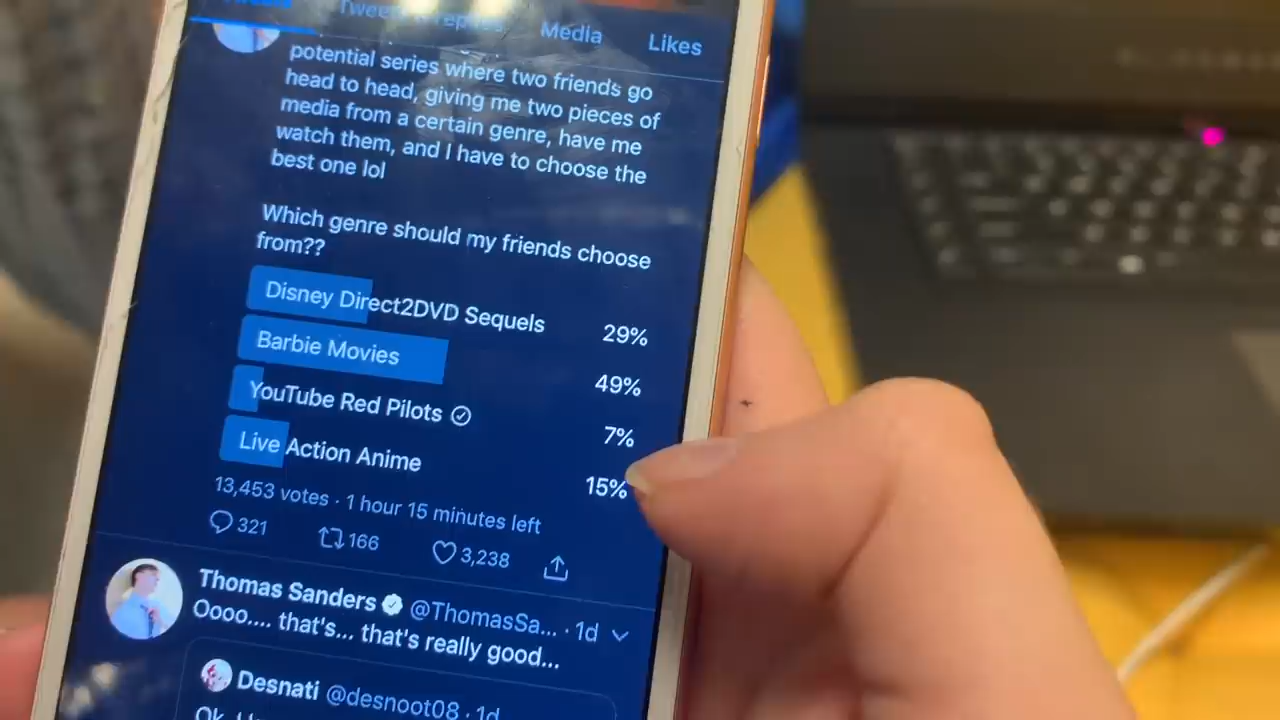 Media
Likes
potential series where two friends go
head to head, giving me two pieces of
media from a certain genre, have me
watch them, and I have to choose the
best one lol
Which genre should my friends choose
from??
Disney Direct2DVD Sequels 29%
Barbie Movies 49%
YouTube Red Pilots 7%
Live Action Anime 15%
13,453 votes · 1 hour 15 minutes left
321 166 3,238
Thomas Sanders @ThomasSa... · 1d
Oooo.... that's... that's really good...
Desnati @desnoot08 · 1d